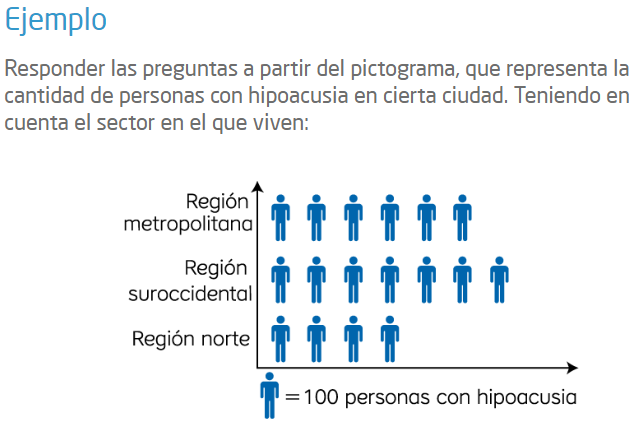 Ejemplo
Responder las preguntas a partir del pictograma, que representa la
cantidad de personas con hipoacusia en cierta ciudad. Teniendo en
cuenta el sector en el que viven:
Región
metropolitana
Región
suroccidental
Región norte
= 100 personas con hipoacusia